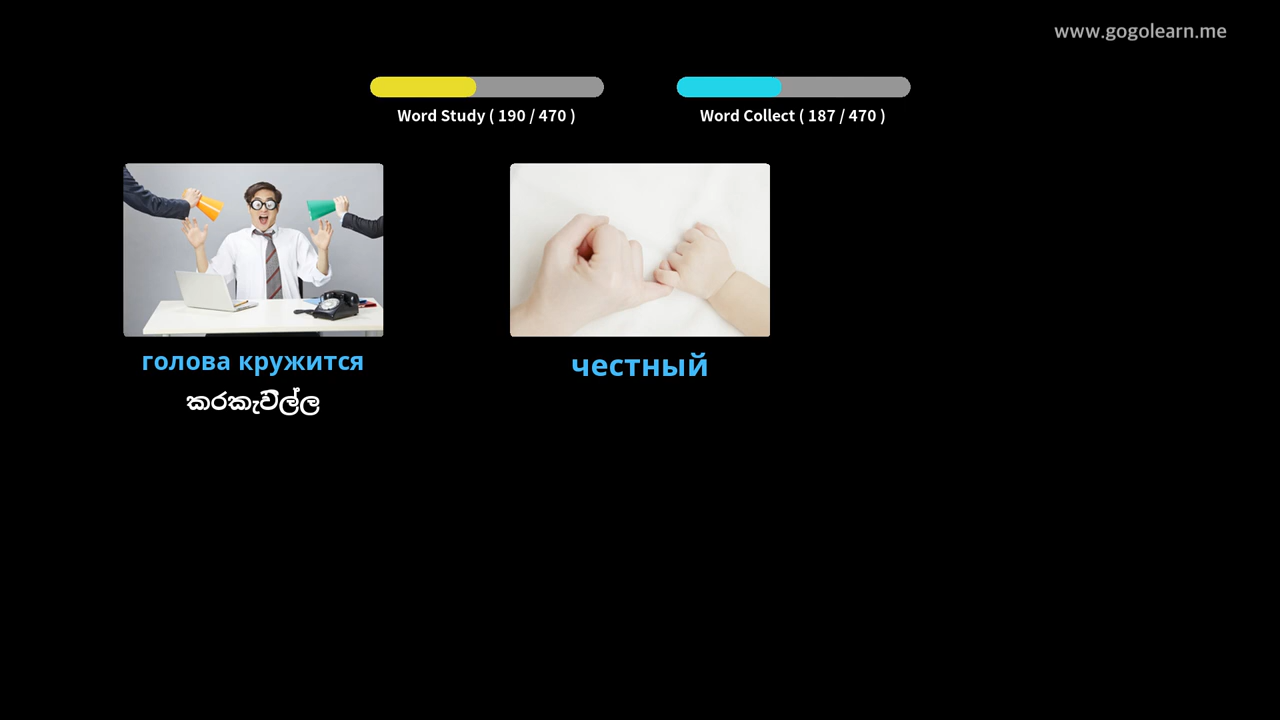 www.gogolearn.me
Word Study ( 190 / 470 )
Word Collect ( 187 / 470 )
голова кружится
කරකැවිල්ල
честный